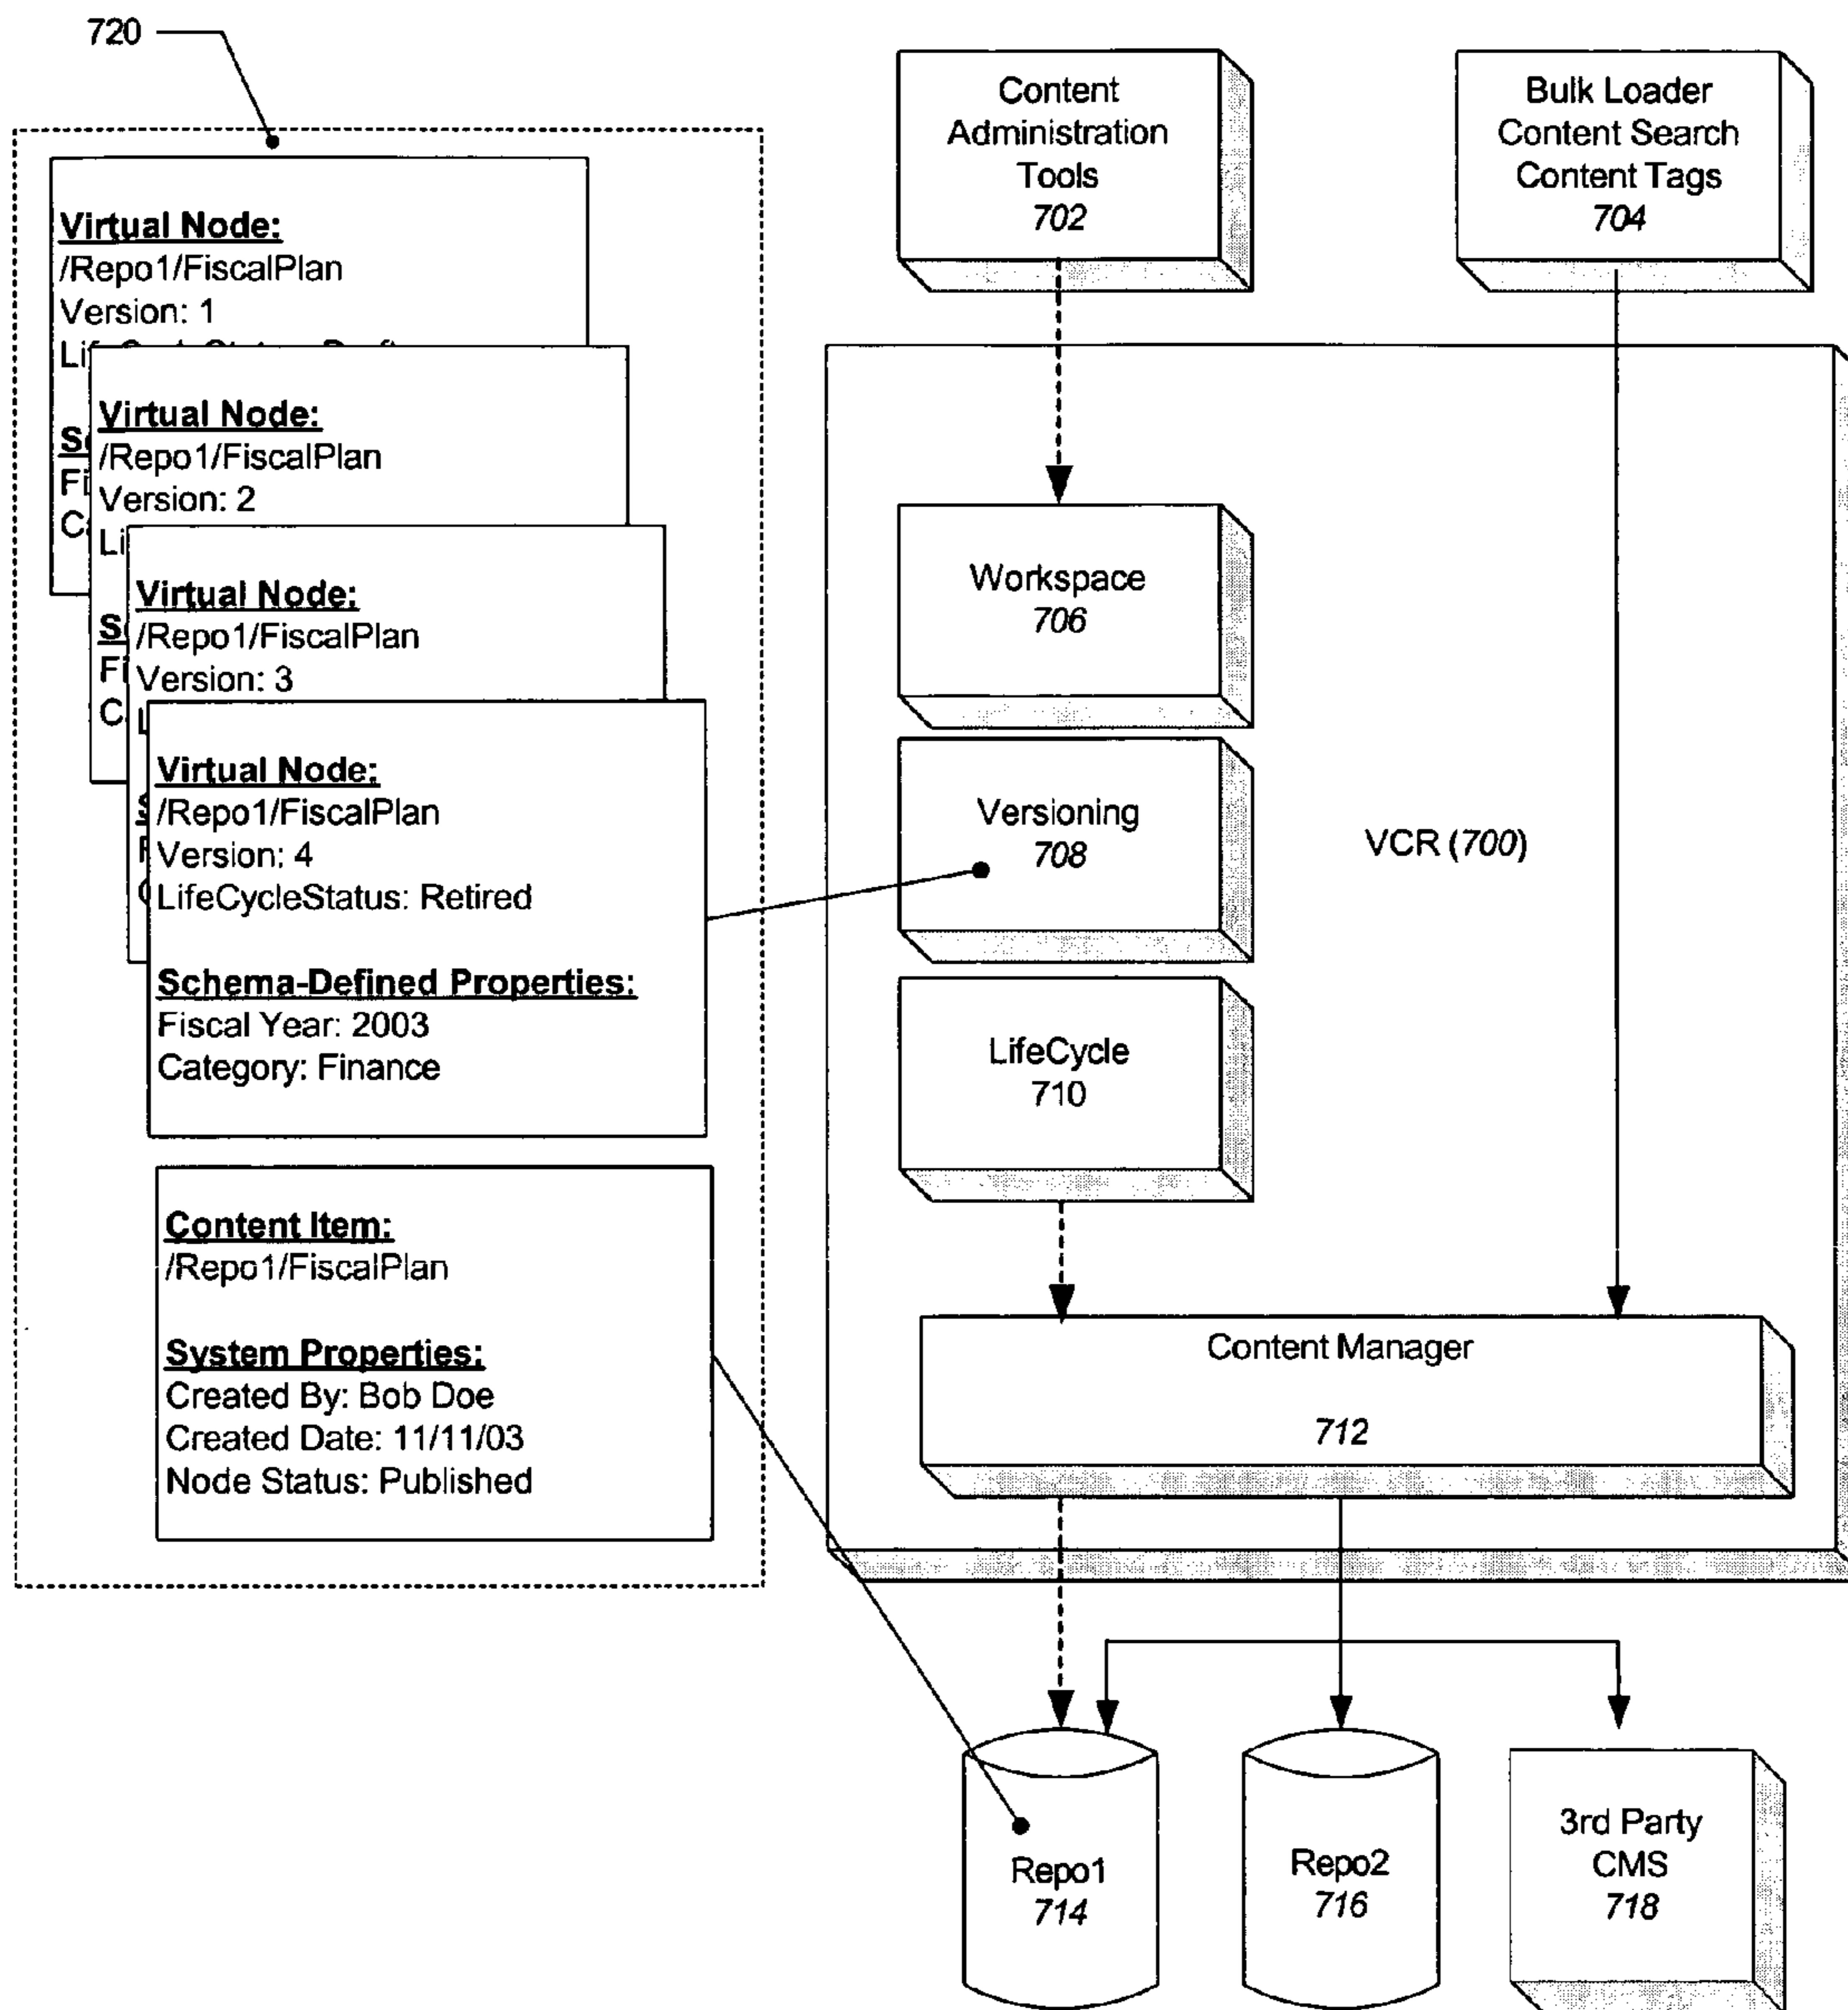 720
Virtual Node:
/Repo1/FiscalPlan
Version: 1
Virtual Node:
/Repo1/FiscalPlan
Version: 2
Virtual Node:
/Repo1/FiscalPlan
Version: 3
Virtual Node:
/Repo1/FiscalPlan
Version: 4
LifeCycleStatus: Retired
Schema-Defined Properties:
Fiscal Year: 2003
Category: Finance
Content Item:
/Repo1/FiscalPlan
System Properties:
Created By: Bob Doe
Created Date: 11/11/03
Node Status: Published
Content
Administration
Tools
702
Bulk Loader
Content Search
Content Tags
704
Workspace
706
Versioning
708
VCR (700)
LifeCycle
710
Content Manager
712
Repo1
714
Repo2
716
3rd Party
CMS
718